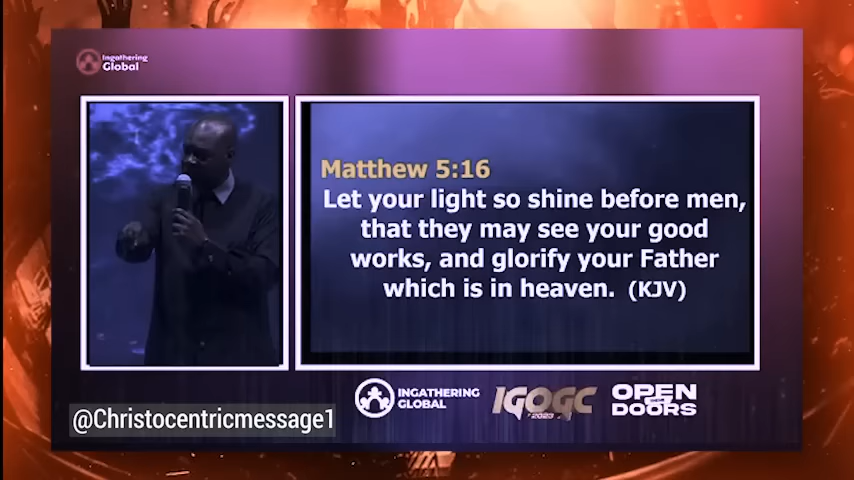 Ingathering
Global
Matthew 5:16
Let your light so shine before men,
that they may see your good
works, and glorify your Father
which is in heaven. (KJV)
INGATHERING
GLOBAL
IGOGC
2023
OPEN
DOORS
@Christocentricmessage1